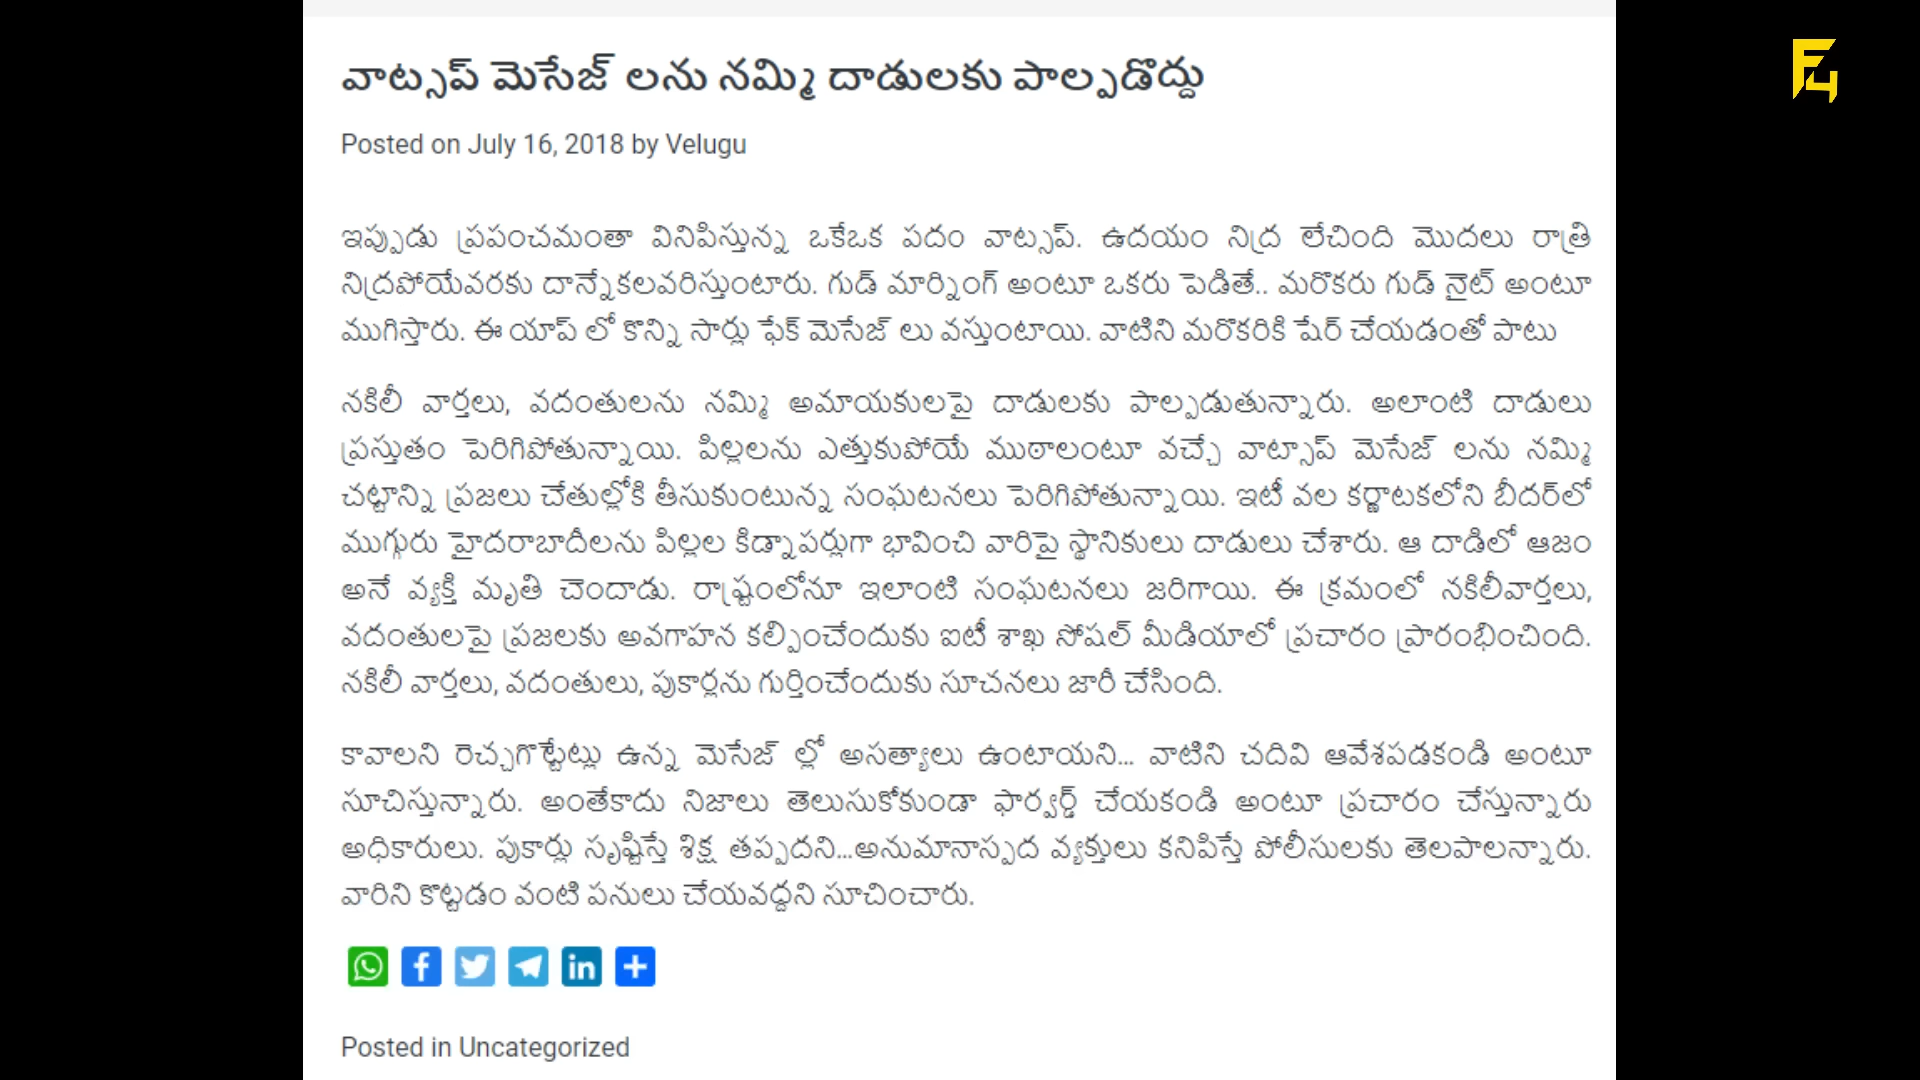 వాట్సప్ మెసేజ్ లను నమ్మి దాడులకు పాల్పడొద్దు
F4
Posted on July 16, 2018 by Velugu
ఇప్పుడు ప్రపంచమంతా వినిపిస్తున్న ఒకేఒక పదం వాట్సప్. ఉదయం నిద్ర లేచింది మొదలు రాత్రి
నిద్రపోయేవరకు దాన్నేకలవరిస్తుంటారు. గుడ్ మార్నింగ్ అంటూ ఒకరు పెడితే.. మరొకరు గుడ్ నైట్ అంటూ
ముగిస్తారు. ఈ యాప్ లో కొన్ని సార్లు ఫేక్ మెసేజ్ లు వస్తుంటాయి. వాటిని మరొకరికి షేర్ చేయడంతో పాటు
నకిలీ వార్తలు, వదంతులను నమ్మి అమాయకులపై దాడులకు పాల్పడుతున్నారు. అలాంటి దాడులు
ప్రస్తుతం పెరిగిపోతున్నాయి. పిల్లలను ఎత్తుకుపోయే ముఠాలంటూ వచ్చే వాట్సాప్ మెసేజ్ లను నమ్మి
చట్టాన్ని ప్రజలు చేతుల్లోకి తీసుకుంటున్న సంఘటనలు పెరిగిపోతున్నాయి. ఇటీ వల కర్ణాటకలోని బీదర్‌లో
ముగ్గురు హైదరాబాదీలను పిల్లల కిడ్నాపర్లుగా భావించి వారిపై స్థానికులు దాడులు చేశారు. ఆ దాడిలో ఆజం
అనే వ్యక్తి మృతి చెందాడు. రాష్ట్రంలోనూ ఇలాంటి సంఘటనలు జరిగాయి. ఈ క్రమంలో నకిలీవార్తలు,
వదంతులపై ప్రజలకు అవగాహన కల్పించేందుకు ఐటీ శాఖ సోషల్ మీడియాలో ప్రచారం ప్రారంభించింది.
నకిలీ వార్తలు, వదంతులు, పుకార్లను గుర్తించేందుకు సూచనలు జారీ చేసింది.
కావాలని రెచ్చగొట్టేట్లు ఉన్న మెసేజ్ ల్లో అసత్యాలు ఉంటాయని... వాటిని చదివి ఆవేశపడకండి అంటూ
సూచిస్తున్నారు. అంతేకాదు నిజాలు తెలుసుకోకుండా ఫార్వర్డ్ చేయకండి అంటూ ప్రచారం చేస్తున్నారు
అధికారులు. పుకార్లు సృష్టిస్తే శిక్ష తప్పదని...అనుమానాస్పద వ్యక్తులు కనిపిస్తే పోలీసులకు తెలపాలన్నారు.
వారిని కొట్టడం వంటి పనులు చేయవద్దని సూచించారు.
Posted in Uncategorized